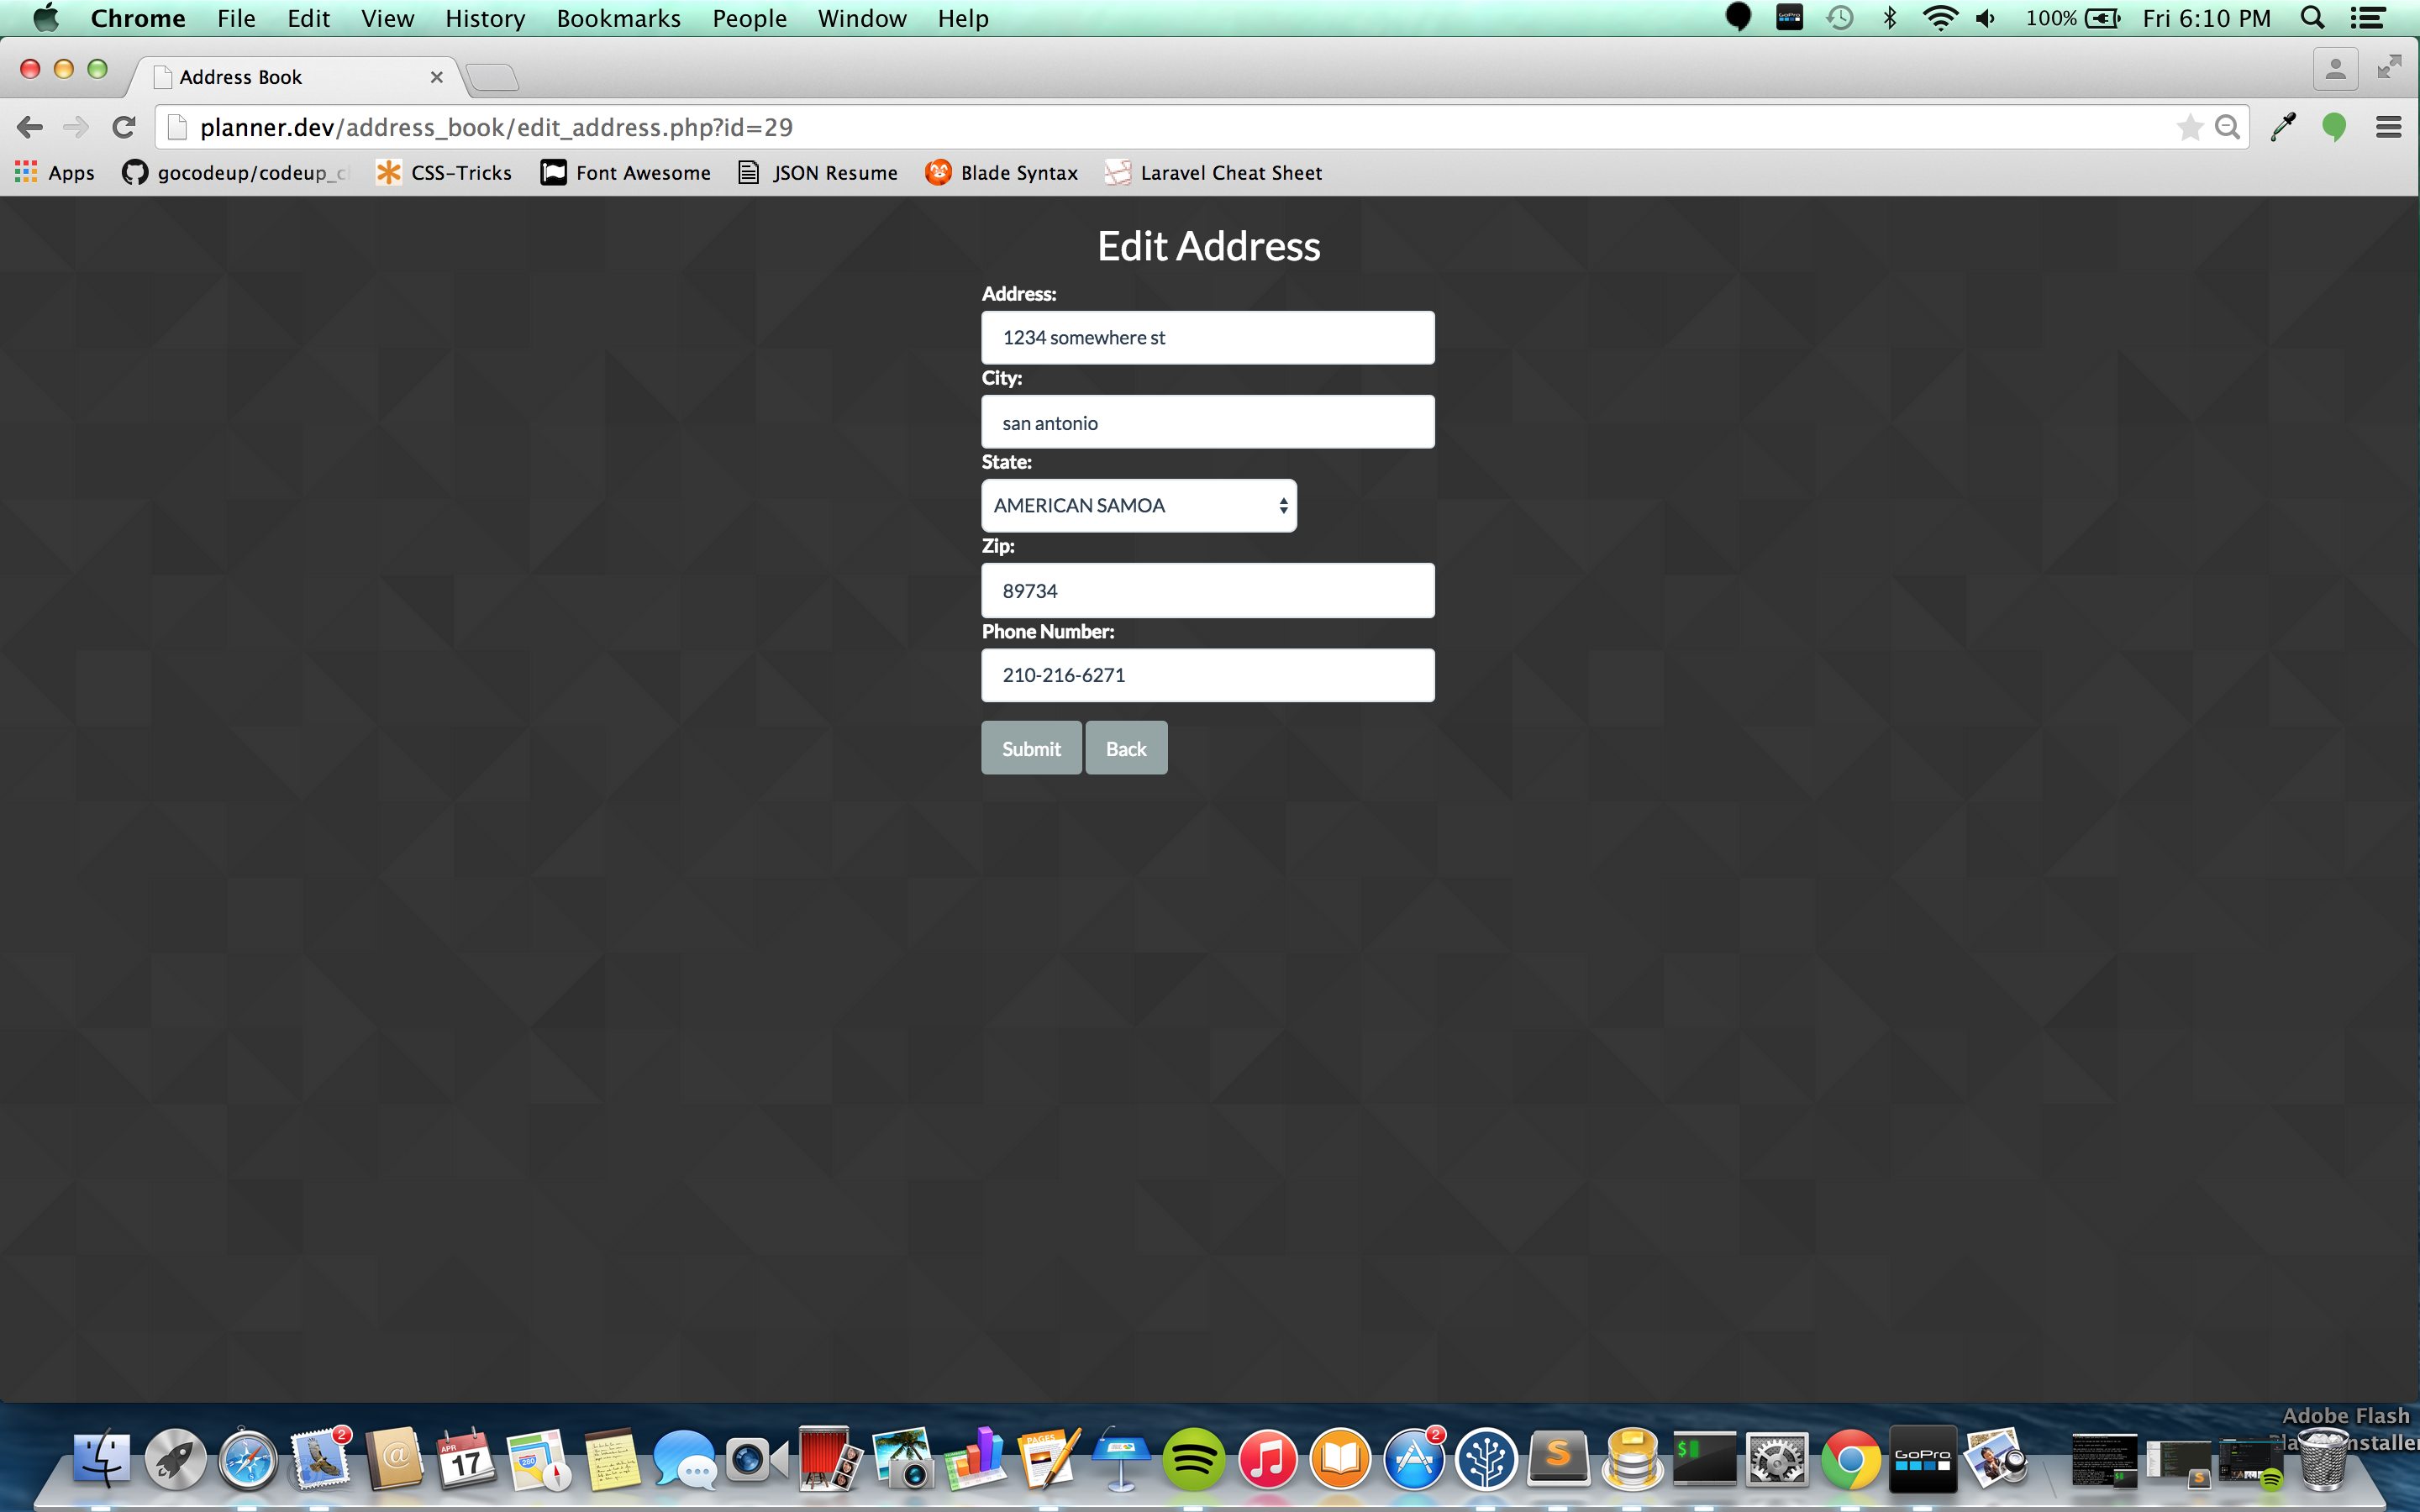 Chrome File Edit View History Bookmarks People Window Help GoPro 100% Fri 6:10 PM
Address Book
planner.dev/address_book/edit_address.php?id=29
Apps gocodeup/codeup_c CSS-Tricks Font Awesome JSON Resume Blade Syntax Laravel Cheat Sheet
Edit Address
Address:
1234 somewhere st
City:
san antonio
State:
AMERICAN SAMOA
Zip:
89734
Phone Number:
210-216-6271
Submit Back
Adobe Flash
2 APR 17 280 PAGES 2 S $ GoPro